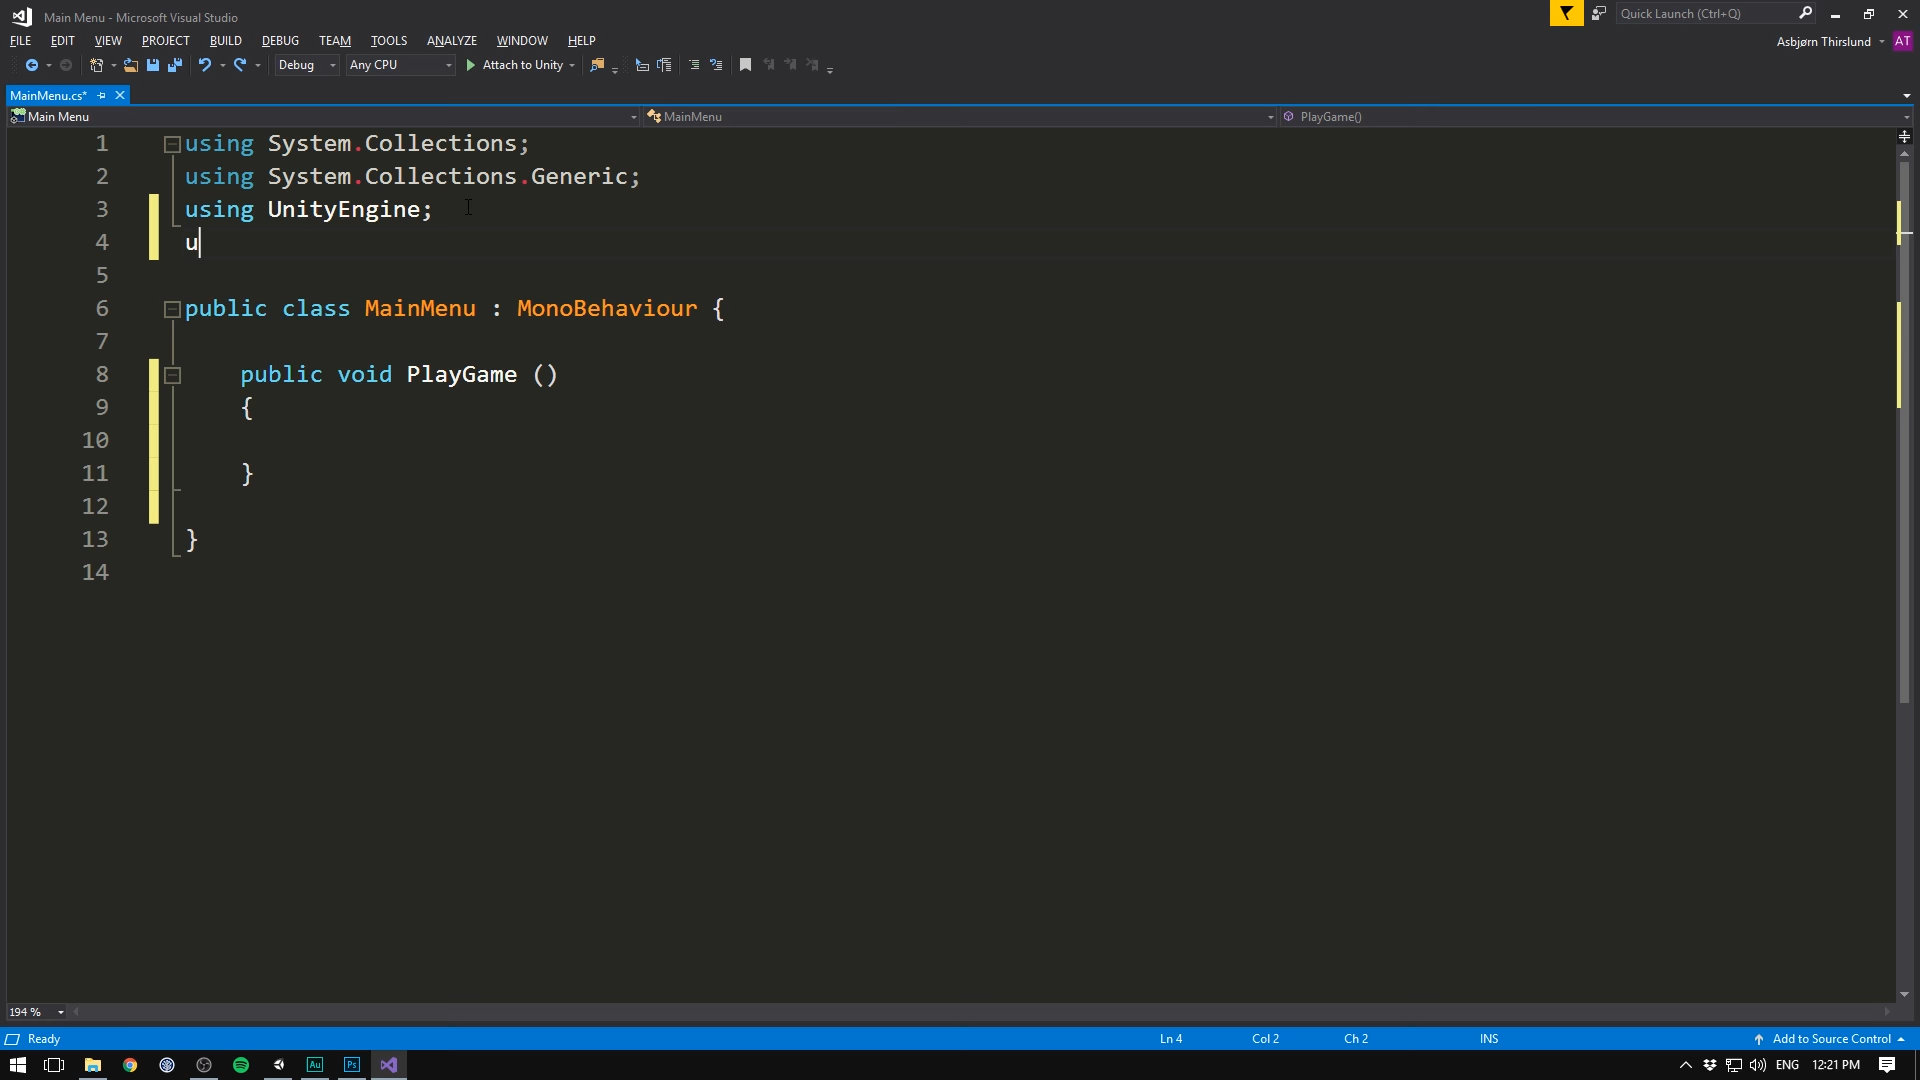 Main Menu - Microsoft Visual Studio
Quick Launch (Ctrl+Q)
FILE EDIT VIEW PROJECT BUILD DEBUG TEAM TOOLS ANALYZE WINDOW HELP
Asbjørn Thirslund AT
Debug Any CPU Attach to Unity
MainMenu.cs*
Main Menu MainMenu PlayGame()
1 using System.Collections;
2 using System.Collections.Generic;
3 using UnityEngine;
4 u
5
6 public class MainMenu : MonoBehaviour {
7
8 public void PlayGame ()
9 {
10
11 }
12
13 }
14
194 %
Ready Ln 4 Col 2 Ch 2 INS Add to Source Control
Au Ps ENG 12:21 PM